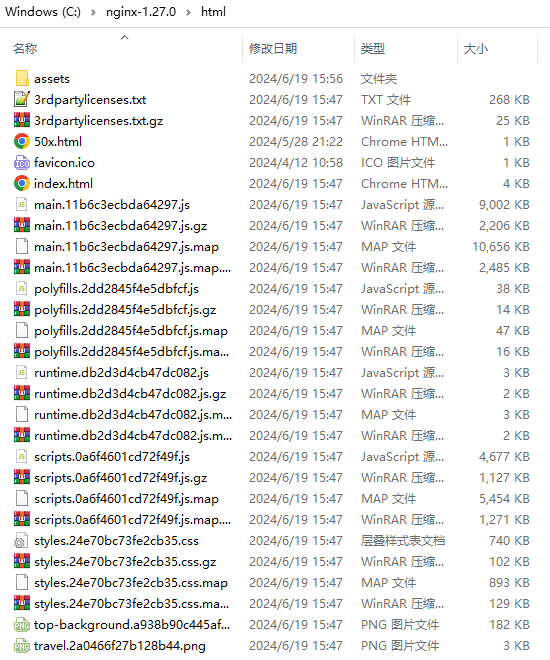 Windows (C:) > nginx-1.27.0 > html
名称 修改日期 类型 大小
assets 2024/6/19 15:56 文件夹
3rdpartylicenses.txt 2024/6/19 15:47 TXT 文件 268 KB
3rdpartylicenses.txt.gz 2024/6/19 15:47 WinRAR 压缩... 25 KB
50x.html 2024/5/28 21:22 Chrome HTM... 1 KB
favicon.ico 2024/4/12 10:58 ICO 图片文件 1 KB
index.html 2024/6/19 15:47 Chrome HTM... 4 KB
main.11b6c3ecbda64297.js 2024/6/19 15:47 JavaScript 源... 9,002 KB
main.11b6c3ecbda64297.js.gz 2024/6/19 15:47 WinRAR 压缩... 2,206 KB
main.11b6c3ecbda64297.js.map 2024/6/19 15:47 MAP 文件 10,656 KB
main.11b6c3ecbda64297.js.map.... 2024/6/19 15:47 WinRAR 压缩... 2,485 KB
polyfills.2dd2845f4e5dbfcf.js 2024/6/19 15:47 JavaScript 源... 38 KB
polyfills.2dd2845f4e5dbfcf.js.gz 2024/6/19 15:47 WinRAR 压缩... 14 KB
polyfills.2dd2845f4e5dbfcf.js.map 2024/6/19 15:47 MAP 文件 47 KB
polyfills.2dd2845f4e5dbfcf.js.ma... 2024/6/19 15:47 WinRAR 压缩... 16 KB
runtime.db2d3d4cb47dc082.js 2024/6/19 15:47 JavaScript 源... 3 KB
runtime.db2d3d4cb47dc082.js.gz 2024/6/19 15:47 WinRAR 压缩... 2 KB
runtime.db2d3d4cb47dc082.js.m... 2024/6/19 15:47 MAP 文件 3 KB
runtime.db2d3d4cb47dc082.js.m... 2024/6/19 15:47 WinRAR 压缩... 2 KB
scripts.0a6f4601cd72f49f.js 2024/6/19 15:47 JavaScript 源... 4,677 KB
scripts.0a6f4601cd72f49f.js.gz 2024/6/19 15:47 WinRAR 压缩... 1,127 KB
scripts.0a6f4601cd72f49f.js.map 2024/6/19 15:47 MAP 文件 5,454 KB
scripts.0a6f4601cd72f49f.js.map.... 2024/6/19 15:47 WinRAR 压缩... 1,271 KB
styles.24e70bc73fe2cb35.css 2024/6/19 15:47 层叠样式表文档 740 KB
styles.24e70bc73fe2cb35.css.gz 2024/6/19 15:47 WinRAR 压缩... 102 KB
styles.24e70bc73fe2cb35.css.map 2024/6/19 15:47 MAP 文件 893 KB
styles.24e70bc73fe2cb35.css.ma... 2024/6/19 15:47 WinRAR 压缩... 129 KB
top-background.a938b90c445af... 2024/6/19 15:47 PNG 图片文件 182 KB
travel.2a0466f27b128b44.png 2024/6/19 15:47 PNG 图片文件 3 KB